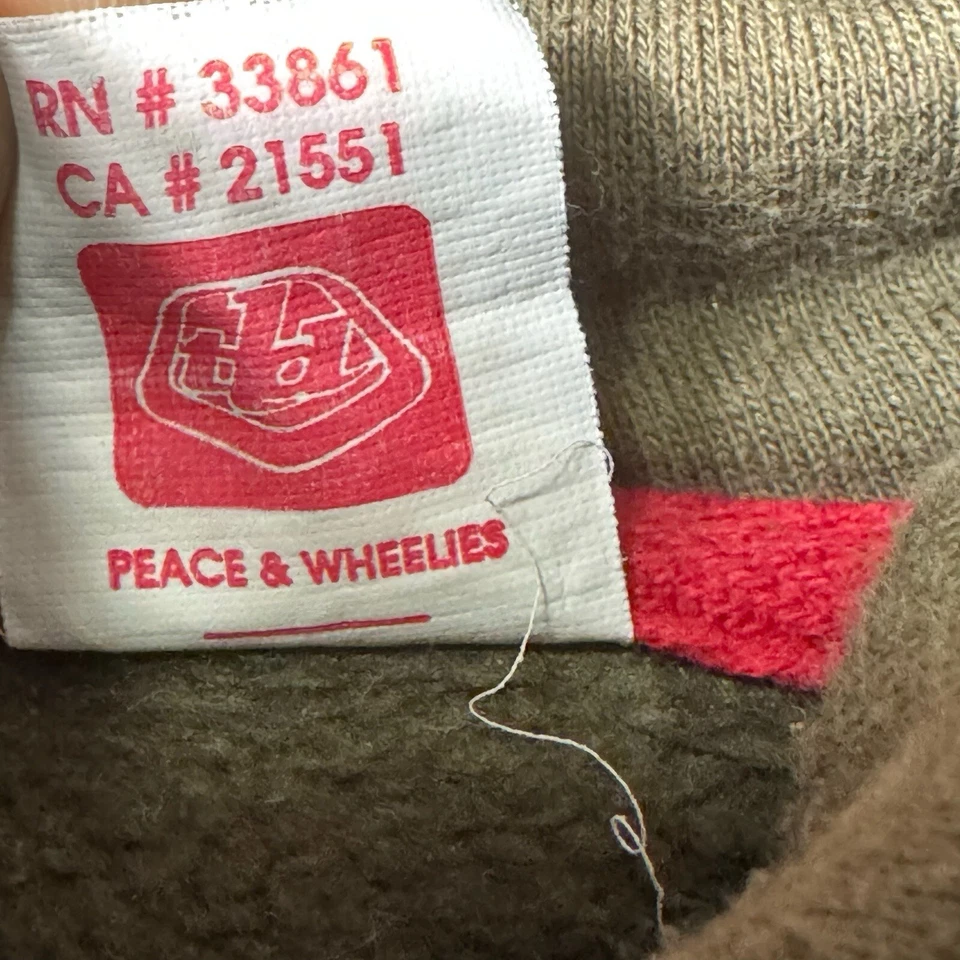 RN # 33861
CA # 21551
PEACE & WHEELIES